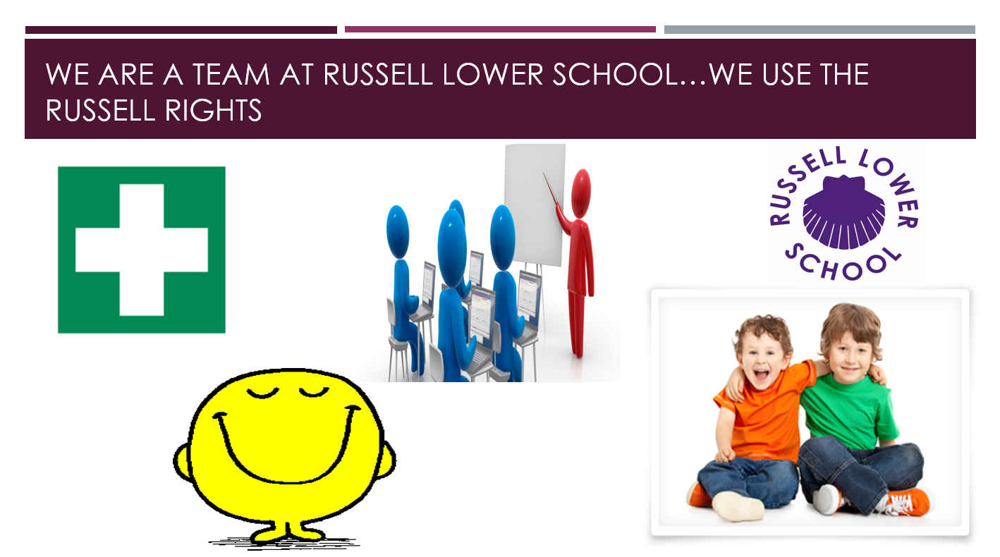 WE ARE A TEAM AT RUSSELL LOWER SCHOOL...WE USE THE
RUSSELL RIGHTS
RUSSELL LOWER
SCHOOL